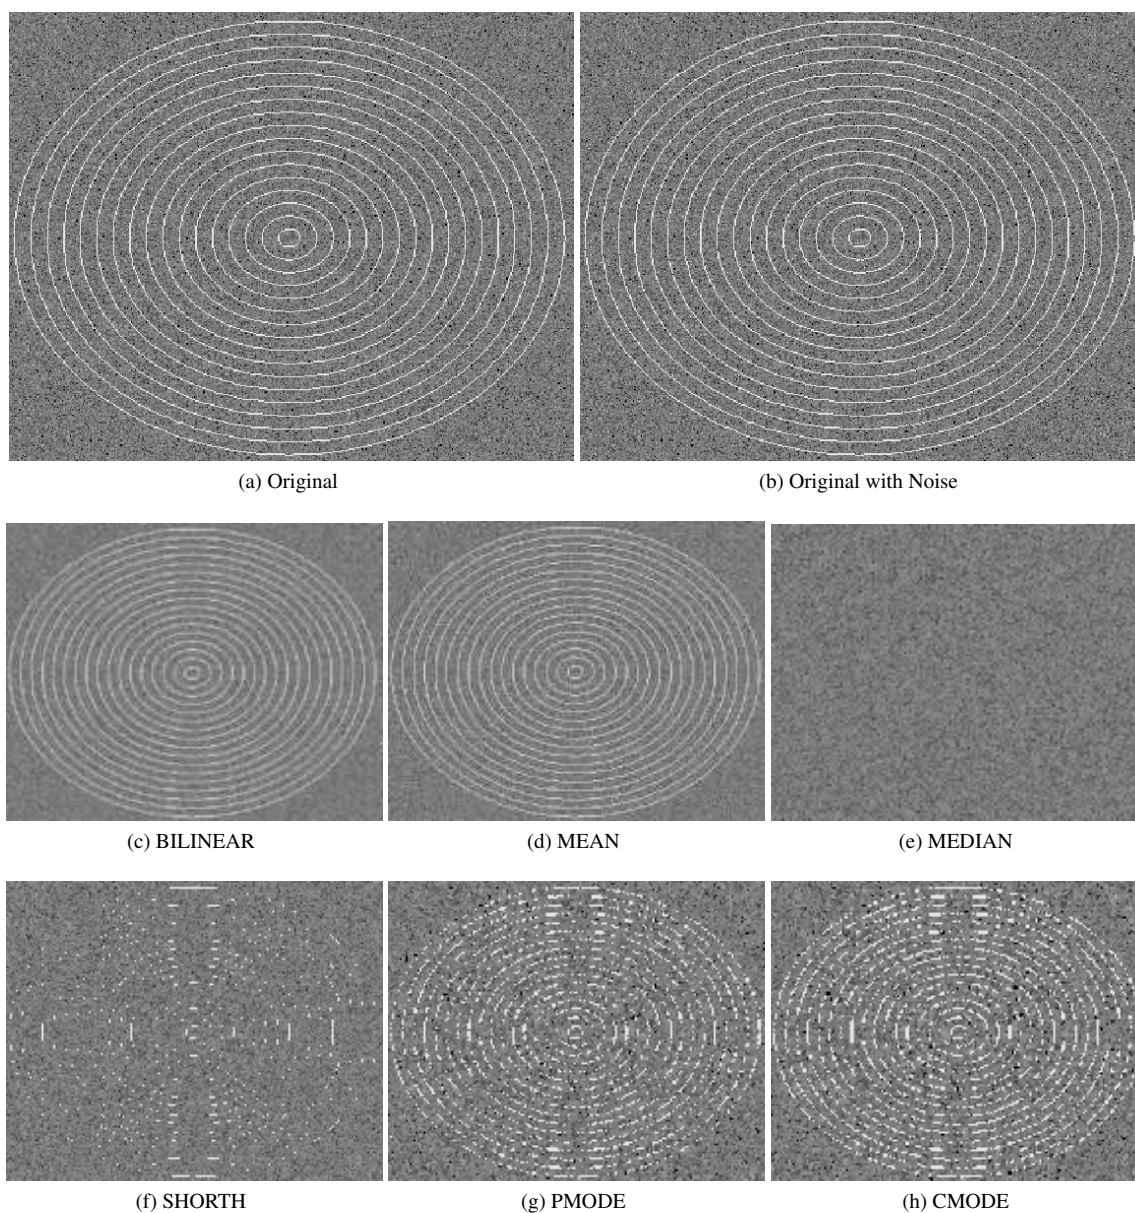 (a) Original
(b) Original with Noise
(c) BILINEAR
(d) MEAN
(e) MEDIAN
(f) SHORTH
(g) PMODE
(h) CMODE